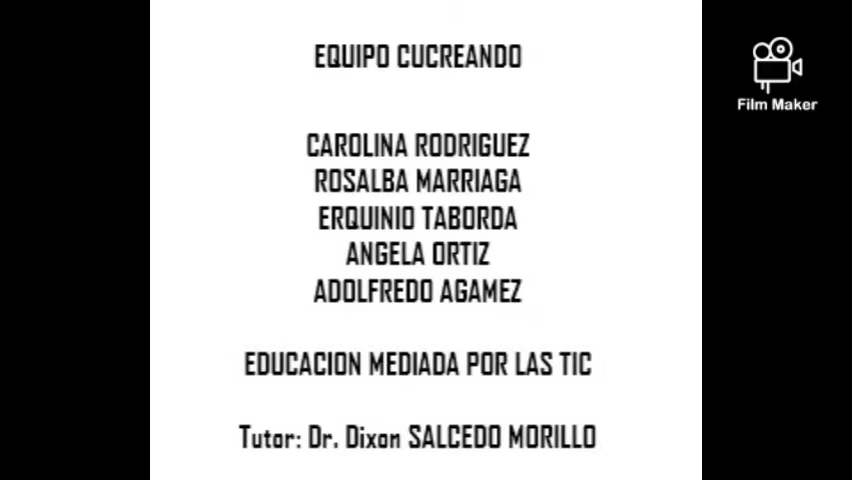 EQUIPO CUCREANDO
CAROLINA RODRIGUEZ
ROSALBA MARRIAGA
ERQUINIO TABORDA
ANGELA ORTIZ
ADOLFREDO AGAMEZ
EDUCACION MEDIADA POR LAS TIC
Tutor: Dr. Dixon SALCEDO MORILLO
Film Maker